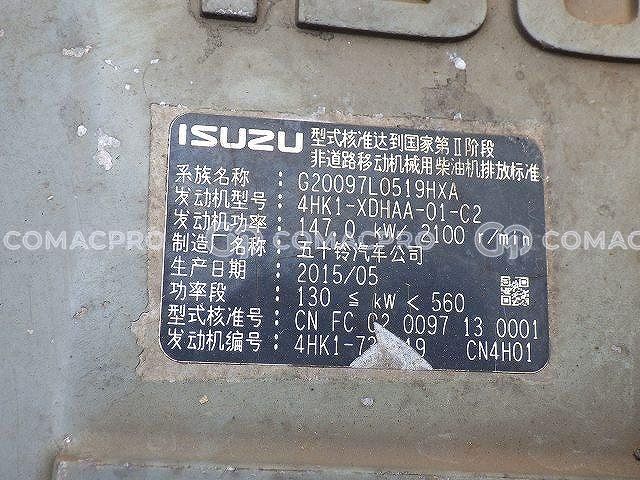 ISUZU 型式核准达到国家第Ⅱ阶段
非道路移动机械用柴油机排放标准
系族名称 : G20097L0519HXA
发动机型号 : 4HK1-XDHAA-01-C2
发动机功率 : 147.0 kW/ 2100 r/min
制造厂名称 : 五十铃汽车公司
生产日期 : 2015/05
功率段 : 130 ≦ kW < 560
型式核准号 : CN FC G2 0097 13 0001
发动机编号 : 4HK1-7 19 CN4H01
COMACPRO
COMACPRO
COMAC